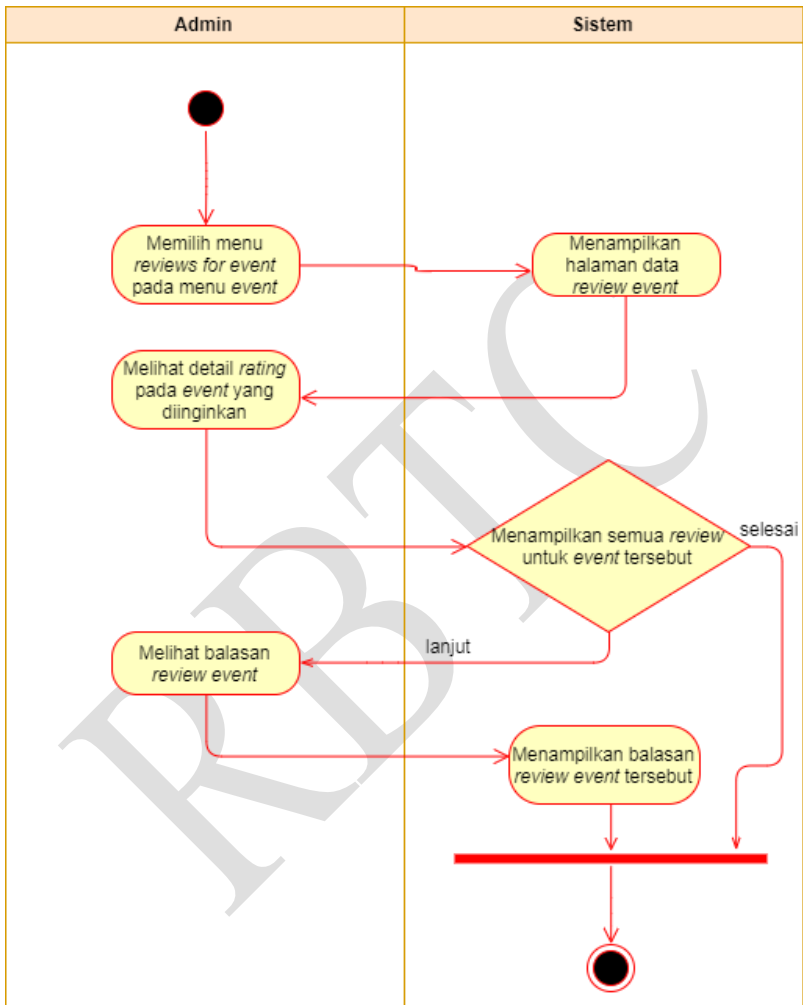 Admin
Sistem
Memilih menu
reviews for event
pada menu event
Menampilkan
halaman data
review event
Melihat detail rating
pada event yang
diinginkan
Menampilkan semua review
untuk event tersebut
selesai
lanjut
Melihat balasan
review event
Menampilkan balasan
review event tersebut
RBTC